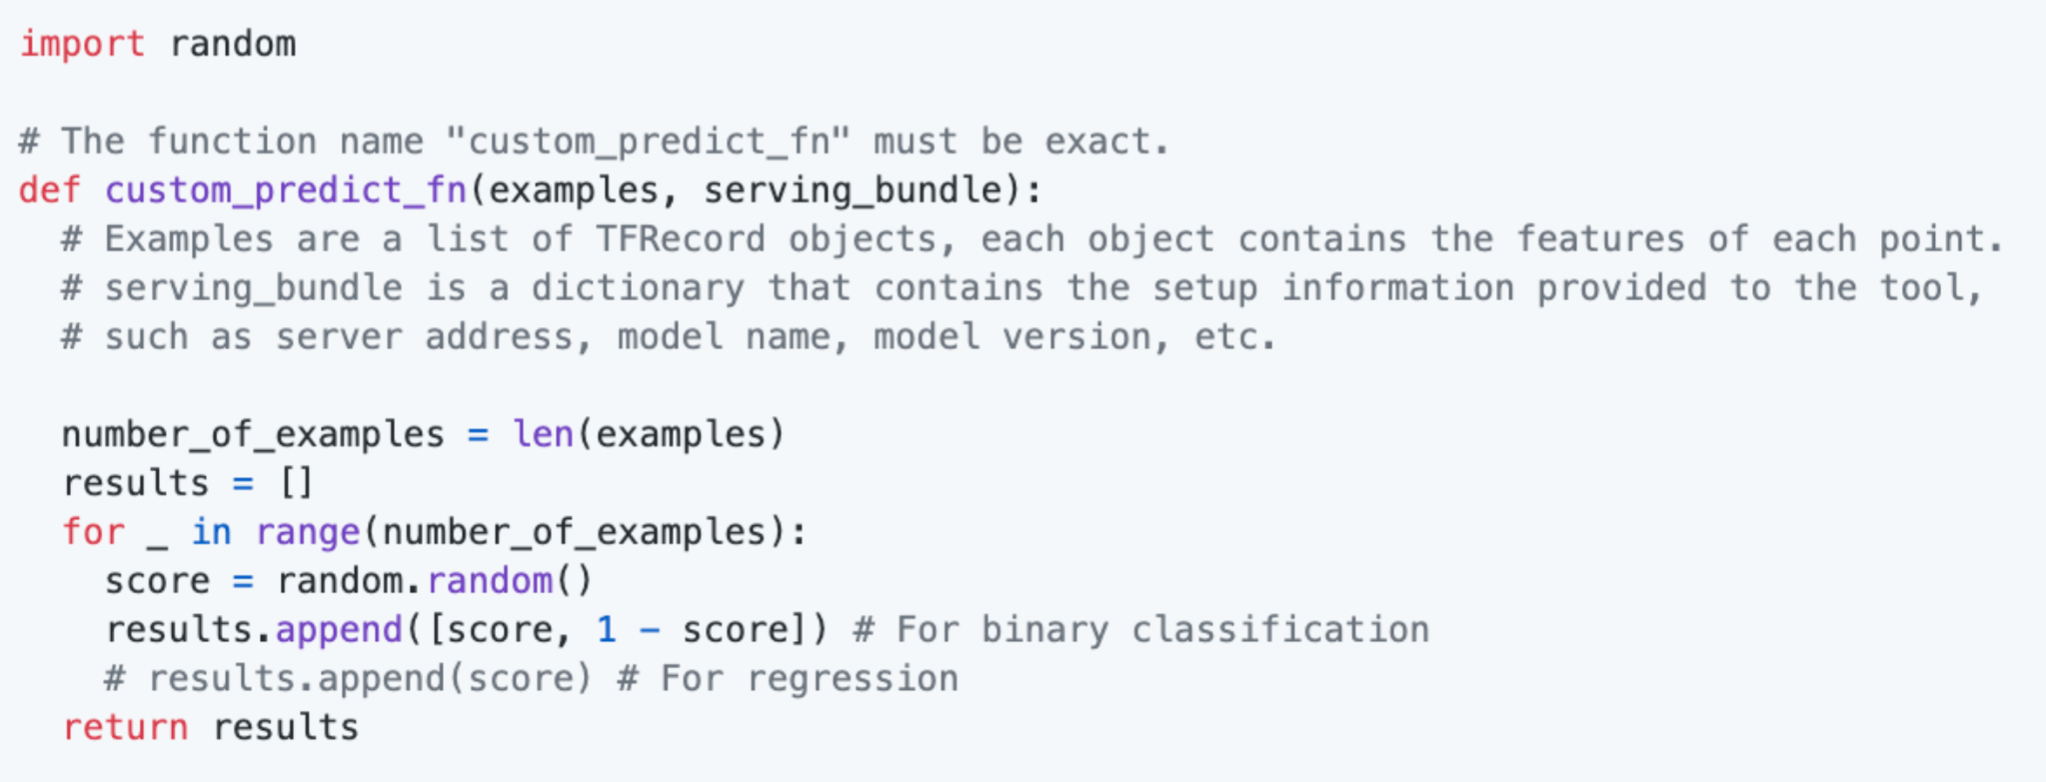 import random
# The function name "custom_predict_fn" must be exact.
def custom_predict_fn(examples, serving_bundle):
  # Examples are a list of TFRecord objects, each object contains the features of each point.
  # serving_bundle is a dictionary that contains the setup information provided to the tool,
  # such as server address, model name, model version, etc.
  number_of_examples = len(examples)
  results = []
  for _ in range(number_of_examples):
    score = random.random()
    results.append([score, 1 - score]) # For binary classification
    # results.append(score) # For regression
  return results